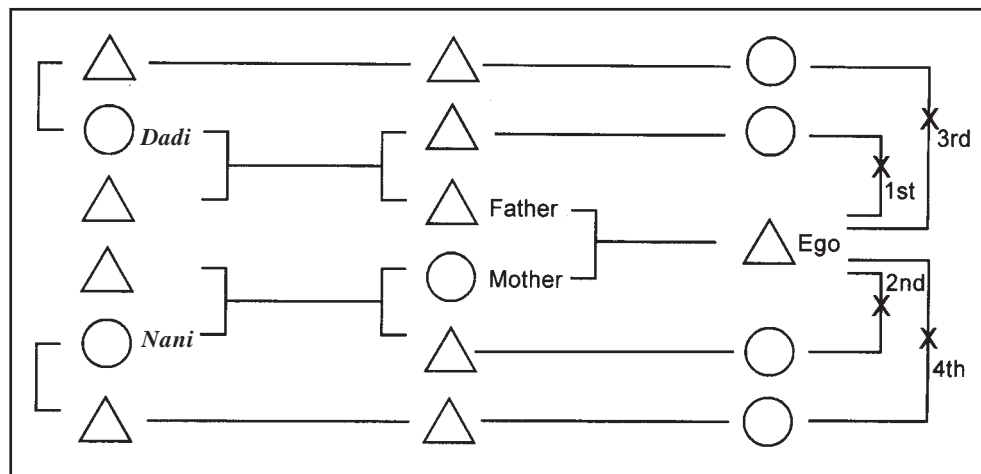 Dadi
3rd
1st
Father
Ego
2nd
Mother
Nani
4th